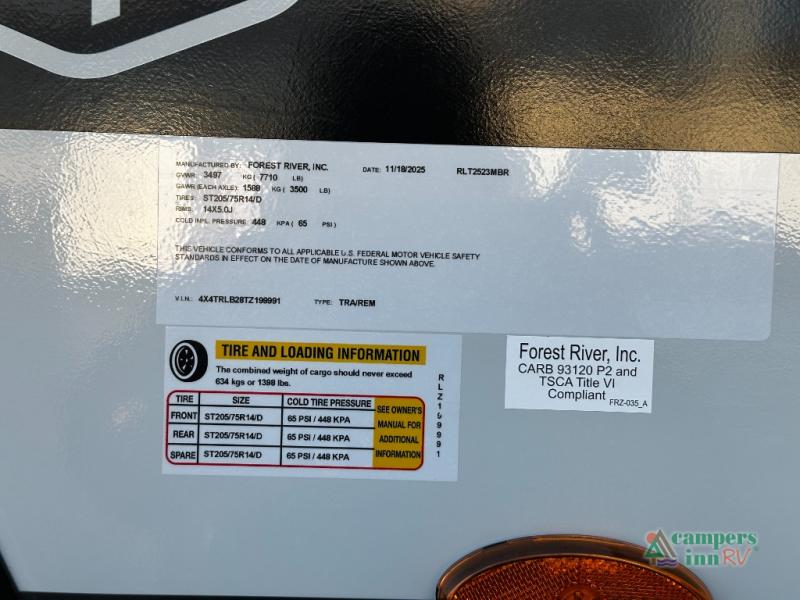 MANUFACTURED BY: FOREST RIVER, INC. DATE: 11/18/2025 RLT2523MBR
GVWR: 3497 KG ( 7710 LB)
GAWR (EACH AXLE): 1588 KG ( 3500 LB)
TIRES: ST205/75R14/D
RIMS: 14X5.0J
COLD INFL. PRESSURE: 448 KPA ( 65 PSI )
THIS VEHICLE CONFORMS TO ALL APPLICABLE U.S. FEDERAL MOTOR VEHICLE SAFETY
STANDARDS IN EFFECT ON THE DATE OF MANUFACTURE SHOWN ABOVE.
V.I.N.: 4X4TRLB28TZ199991 TYPE: TRA/REM
TIRE AND LOADING INFORMATION
The combined weight of cargo should never exceed
634 kgs or 1398 lbs.
TIRE SIZE COLD TIRE PRESSURE
FRONT ST205/75R14/D 65 PSI / 448 KPA
REAR ST205/75R14/D 65 PSI / 448 KPA
SPARE ST205/75R14/D 65 PSI / 448 KPA
SEE OWNER'S
MANUAL FOR
ADDITIONAL
INFORMATION
RLZ199991
Forest River, Inc.
CARB 93120 P2 and
TSCA Title VI
Compliant
FRZ-035_A
campers
inn RV